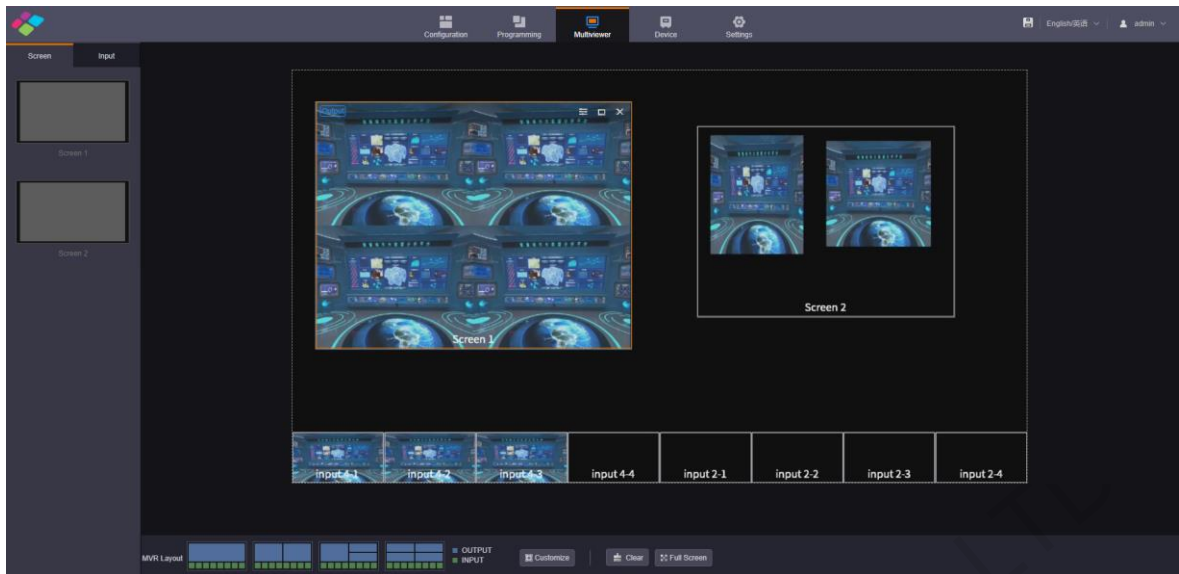 Configuration
Programming
Multiviewer
Device
Settings
English/英语
admin
Screen
Input
Screen 1
Screen 2
Output
Screen 1
Screen 2
input 4-1
input 4-2
input 4-3
input 4-4
input 2-1
input 2-2
input 2-3
input 2-4
MVR Layout
OUTPUT
INPUT
Customize
Clear
Full Screen